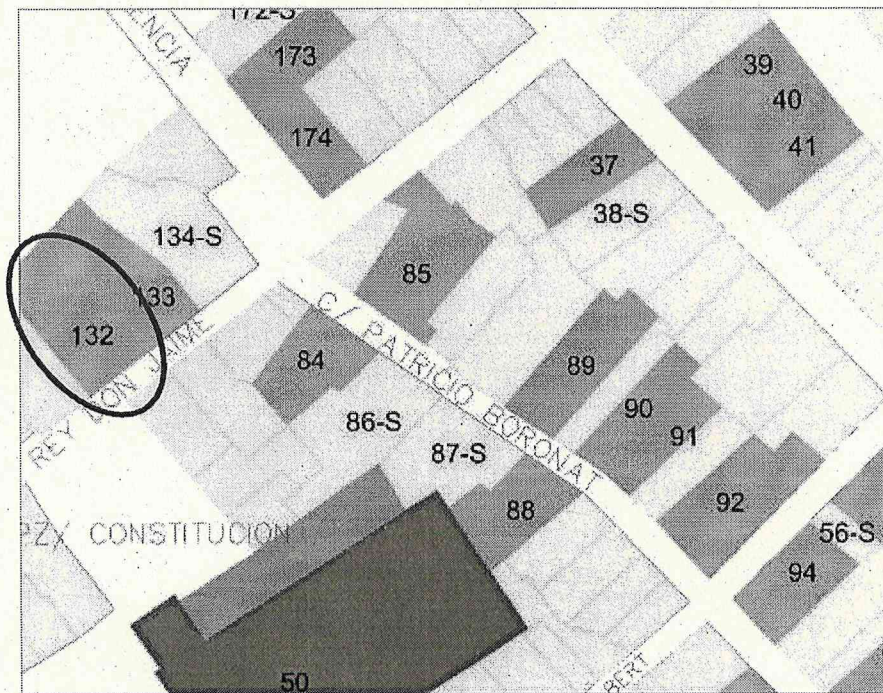 172-S
ENCIA
173
174
39
40
41
37
38-S
134-S
133
132
85
C/ PATRICIO BORONAT
REY DON JAIME
84
89
86-S
90
91
87-S
88
92
PZ/ CONSTITUCION
56-S
94
50
BERT